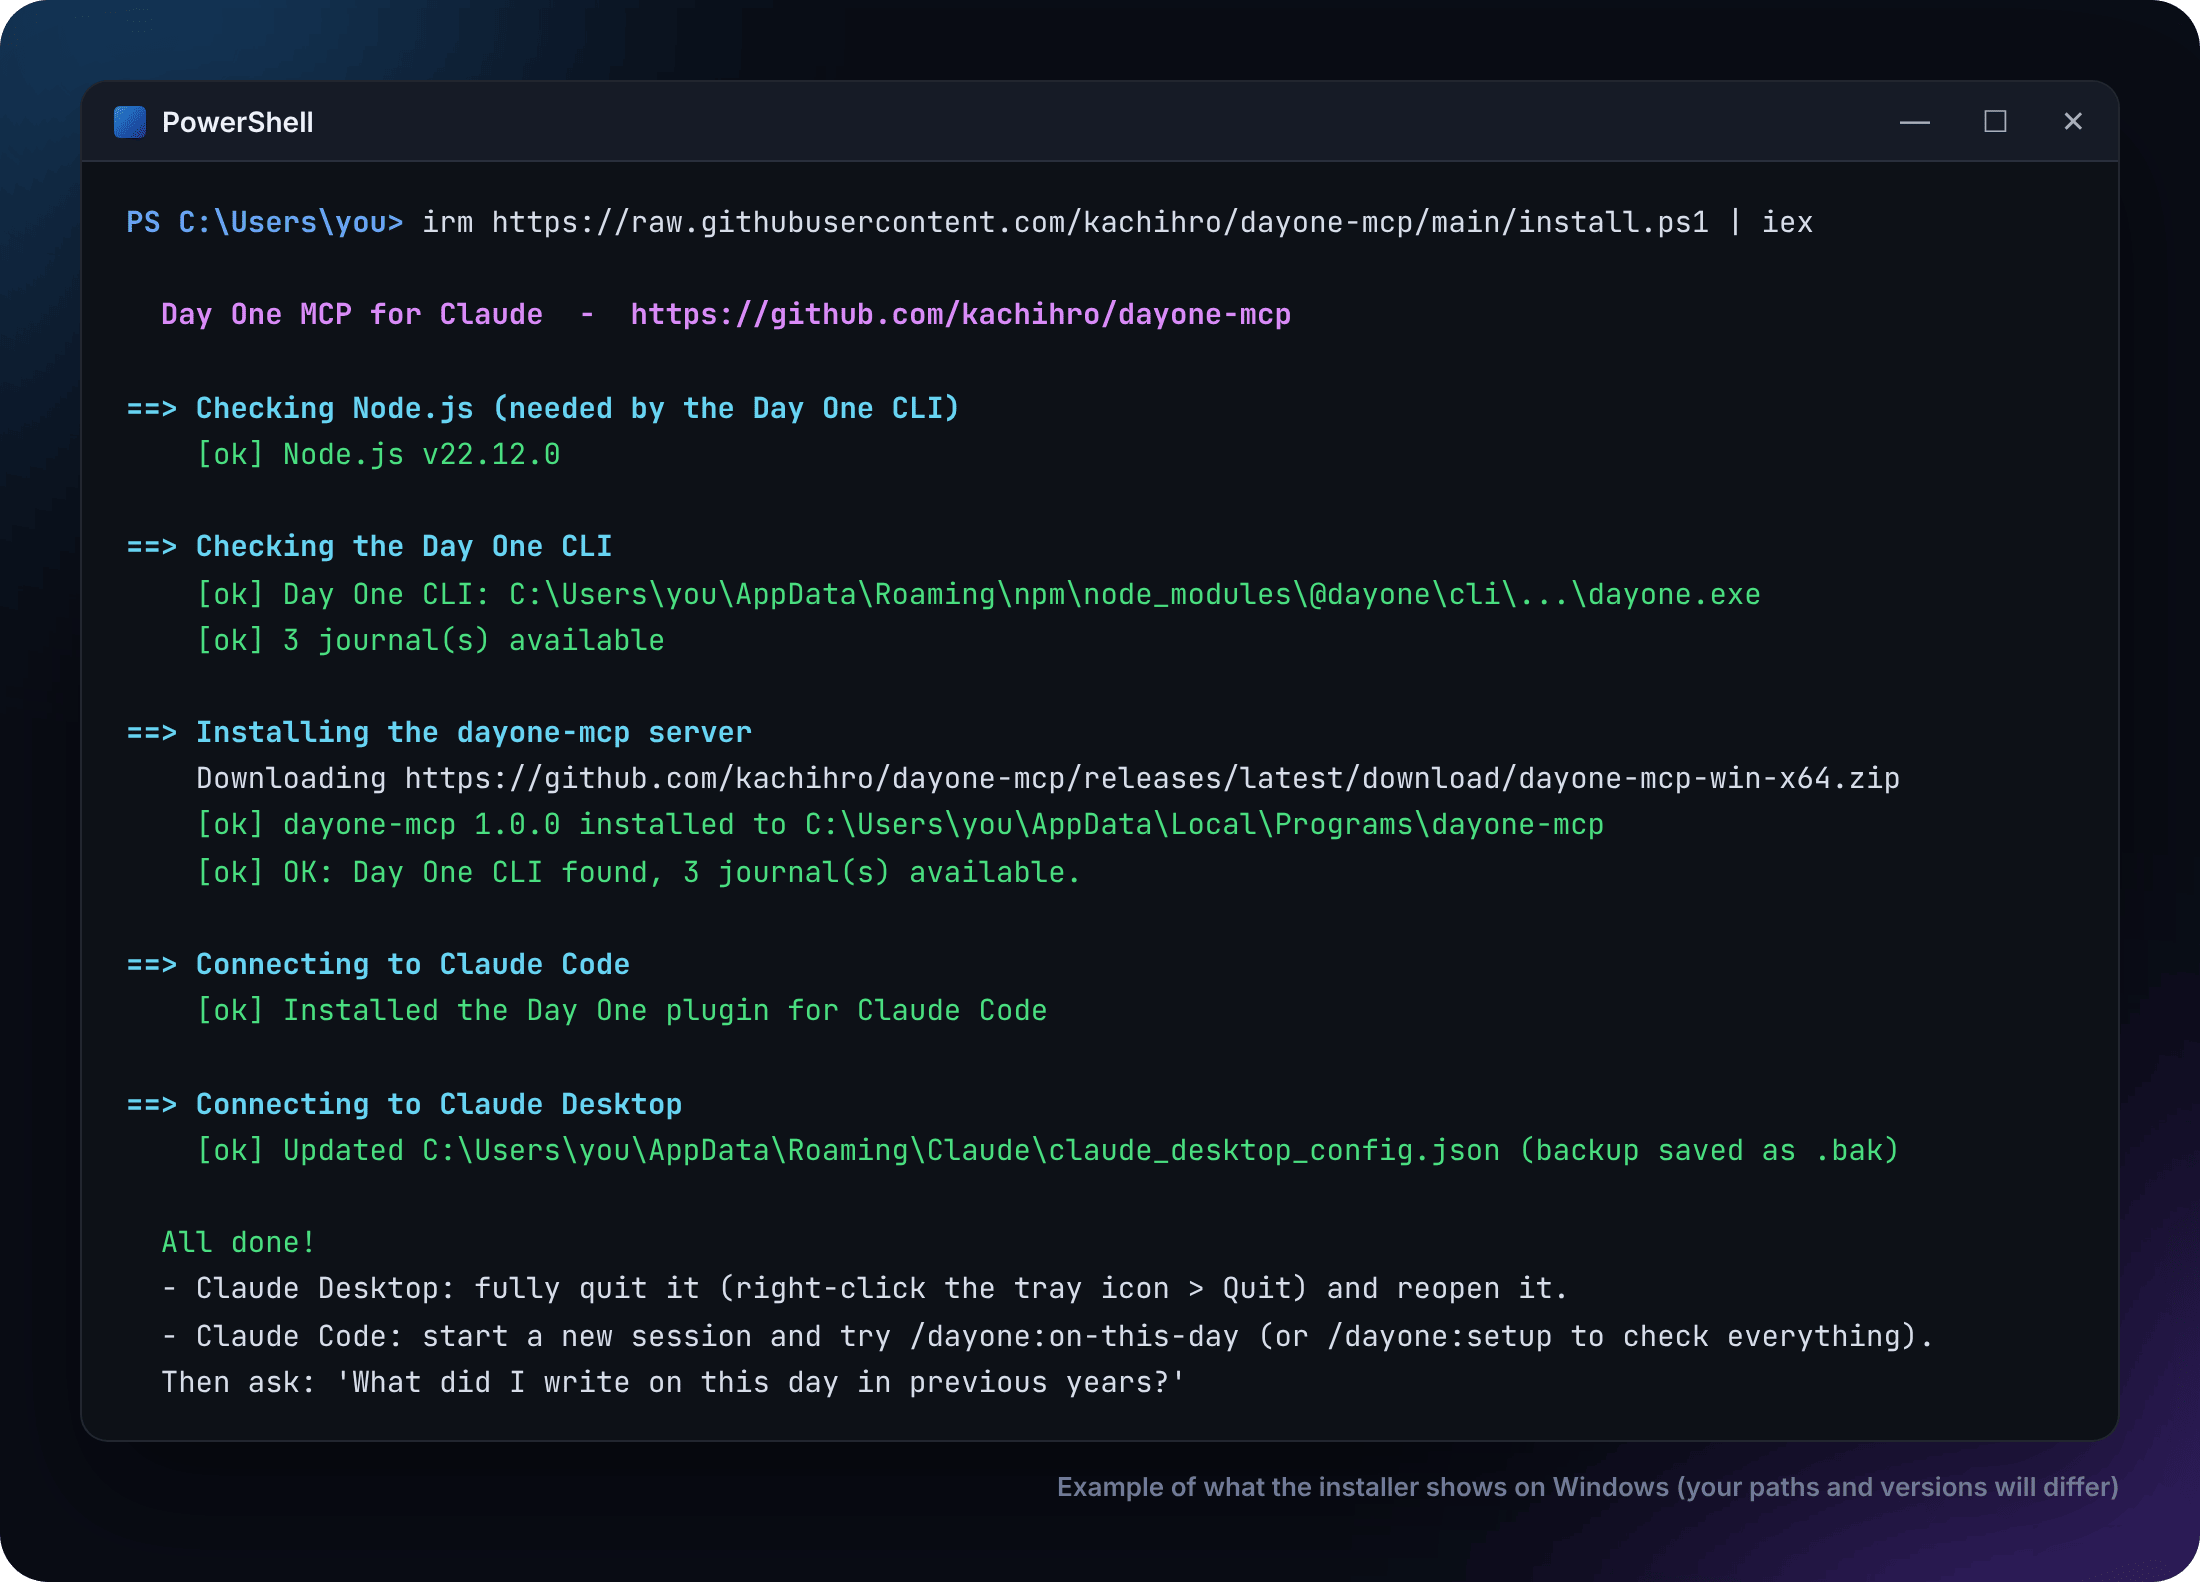 PowerShell
PS C:\Users\you> irm https://raw.githubusercontent.com/kachihro/dayone-mcp/main/install.ps1 | iex
Day One MCP for Claude - https://github.com/kachihro/dayone-mcp
==> Checking Node.js (needed by the Day One CLI)
[ok] Node.js v22.12.0
==> Checking the Day One CLI
[ok] Day One CLI: C:\Users\you\AppData\Roaming\npm\node_modules\@dayone\cli\...\dayone.exe
[ok] 3 journal(s) available
==> Installing the dayone-mcp server
Downloading https://github.com/kachihro/dayone-mcp/releases/latest/download/dayone-mcp-win-x64.zip
[ok] dayone-mcp 1.0.0 installed to C:\Users\you\AppData\Local\Programs\dayone-mcp
[ok] OK: Day One CLI found, 3 journal(s) available.
==> Connecting to Claude Code
[ok] Installed the Day One plugin for Claude Code
==> Connecting to Claude Desktop
[ok] Updated C:\Users\you\AppData\Roaming\Claude\claude_desktop_config.json (backup saved as .bak)
All done!
- Claude Desktop: fully quit it (right-click the tray icon > Quit) and reopen it.
- Claude Code: start a new session and try /dayone:on-this-day (or /dayone:setup to check everything).
Then ask: 'What did I write on this day in previous years?'
Example of what the installer shows on Windows (your paths and versions will differ)